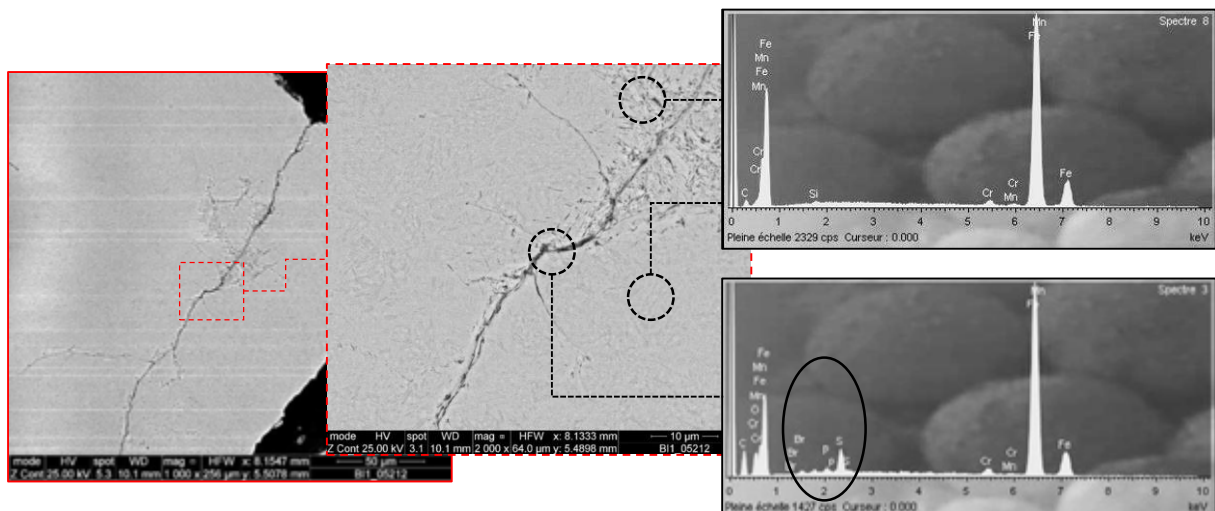 mode HV spot WD mag = HFW x: 8.1547 50 µm
Z Cont 25.00 kV 5.3 10.1 mm 1 000 x 256 µm y: 5.5078 BI1_05212
mode HV spot WD mag = HFW x: 8.1333 mm 10 µm
Z Cont 25.00 kV 3.1 10.1 mm 2 000 x 64.0 µm y: 5.4898 mm BI1_05212
Spectre 8
Mn
Fe
Fe
Mn
Fe
Mn
Cr
Cr
C
Si
Cr
Cr
Mn
Fe
0 1 2 3 4 5 6 7 8 9 10
Pleine échelle 2329 cps Curseur : 0.000 keV
Spectre 3
Mn
Fe
Mn
Fe
Mn
O
Cr
Cr
C
Br
Br
P
P
S
S
Cr
Cr
Mn
Fe
0 1 2 3 4 5 6 7 8 9 10
Pleine échelle 1427 cps Curseur : 0.000 keV